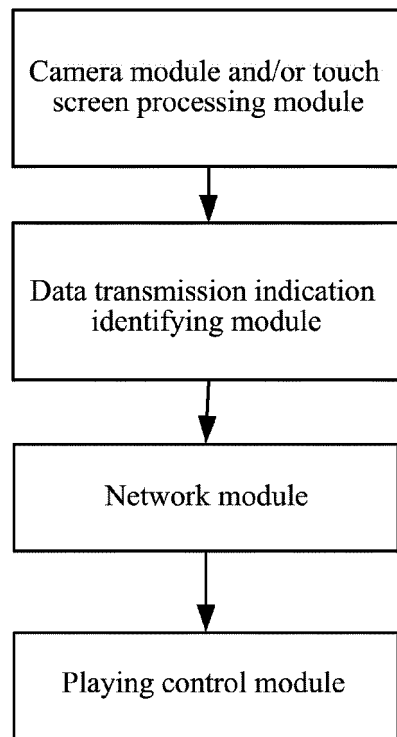 Camera module and/or touch
screen processing module
Data transmission indication
identifying module
Network module
Playing control module